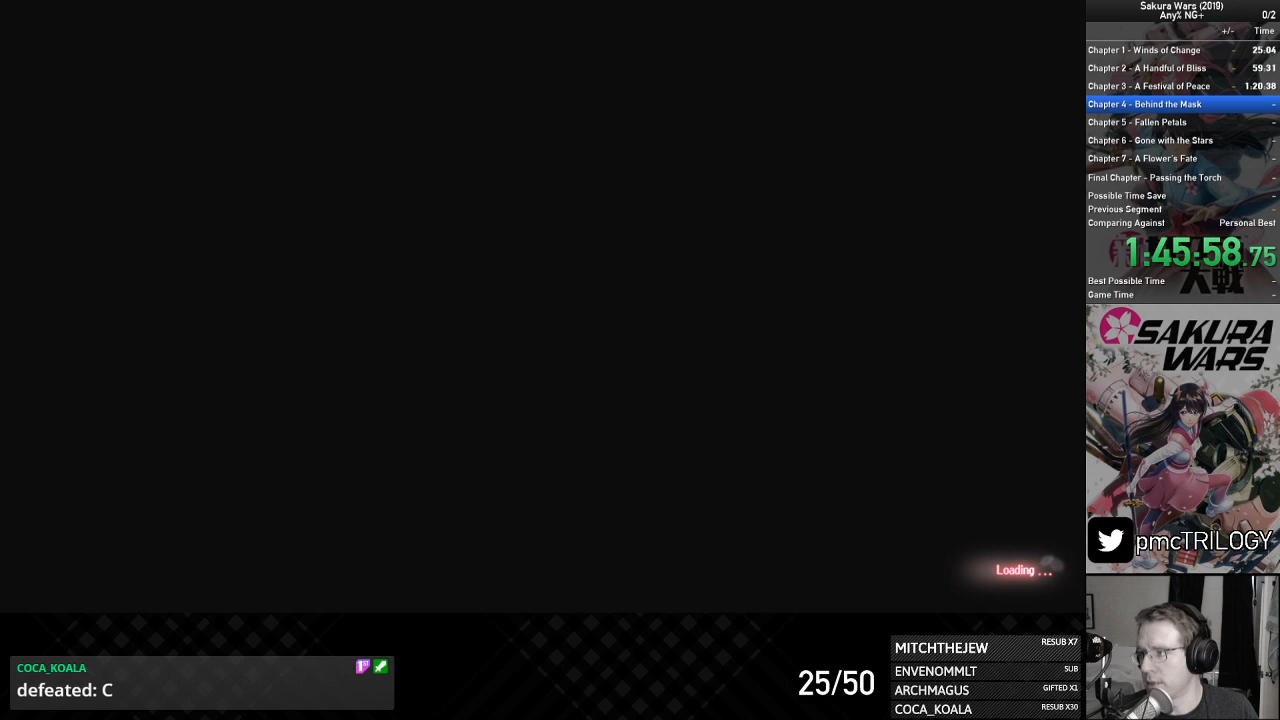 Sakura Wars (2019)
Any% NG+ 0/2
+/- Time
Chapter 1 - Winds of Change - 25.04
Chapter 2 - A Handful of Bliss - 59.31
Chapter 3 - A Festival of Peace - 1:20:38
Chapter 4 - Behind the Mask -
Chapter 5 - Fallen Petals -
Chapter 6 - Gone with the Stars -
Chapter 7 - A Flower's Fate -
Final Chapter - Passing the Torch -
Possible Time Save -
Previous Segment -
Comparing Against Personal Best
1:45:58.75
Best Possible Time -
Game Time -
大戦
SAKURA
WARS
pmcTRILOGY
Loading ...
COCA_KOALA
defeated: C
25/50
MITCHTHEJEW RESUB X7
ENVENOMMLT SUB
ARCHMAGUS GIFTED X1
COCA_KOALA RESUB X30